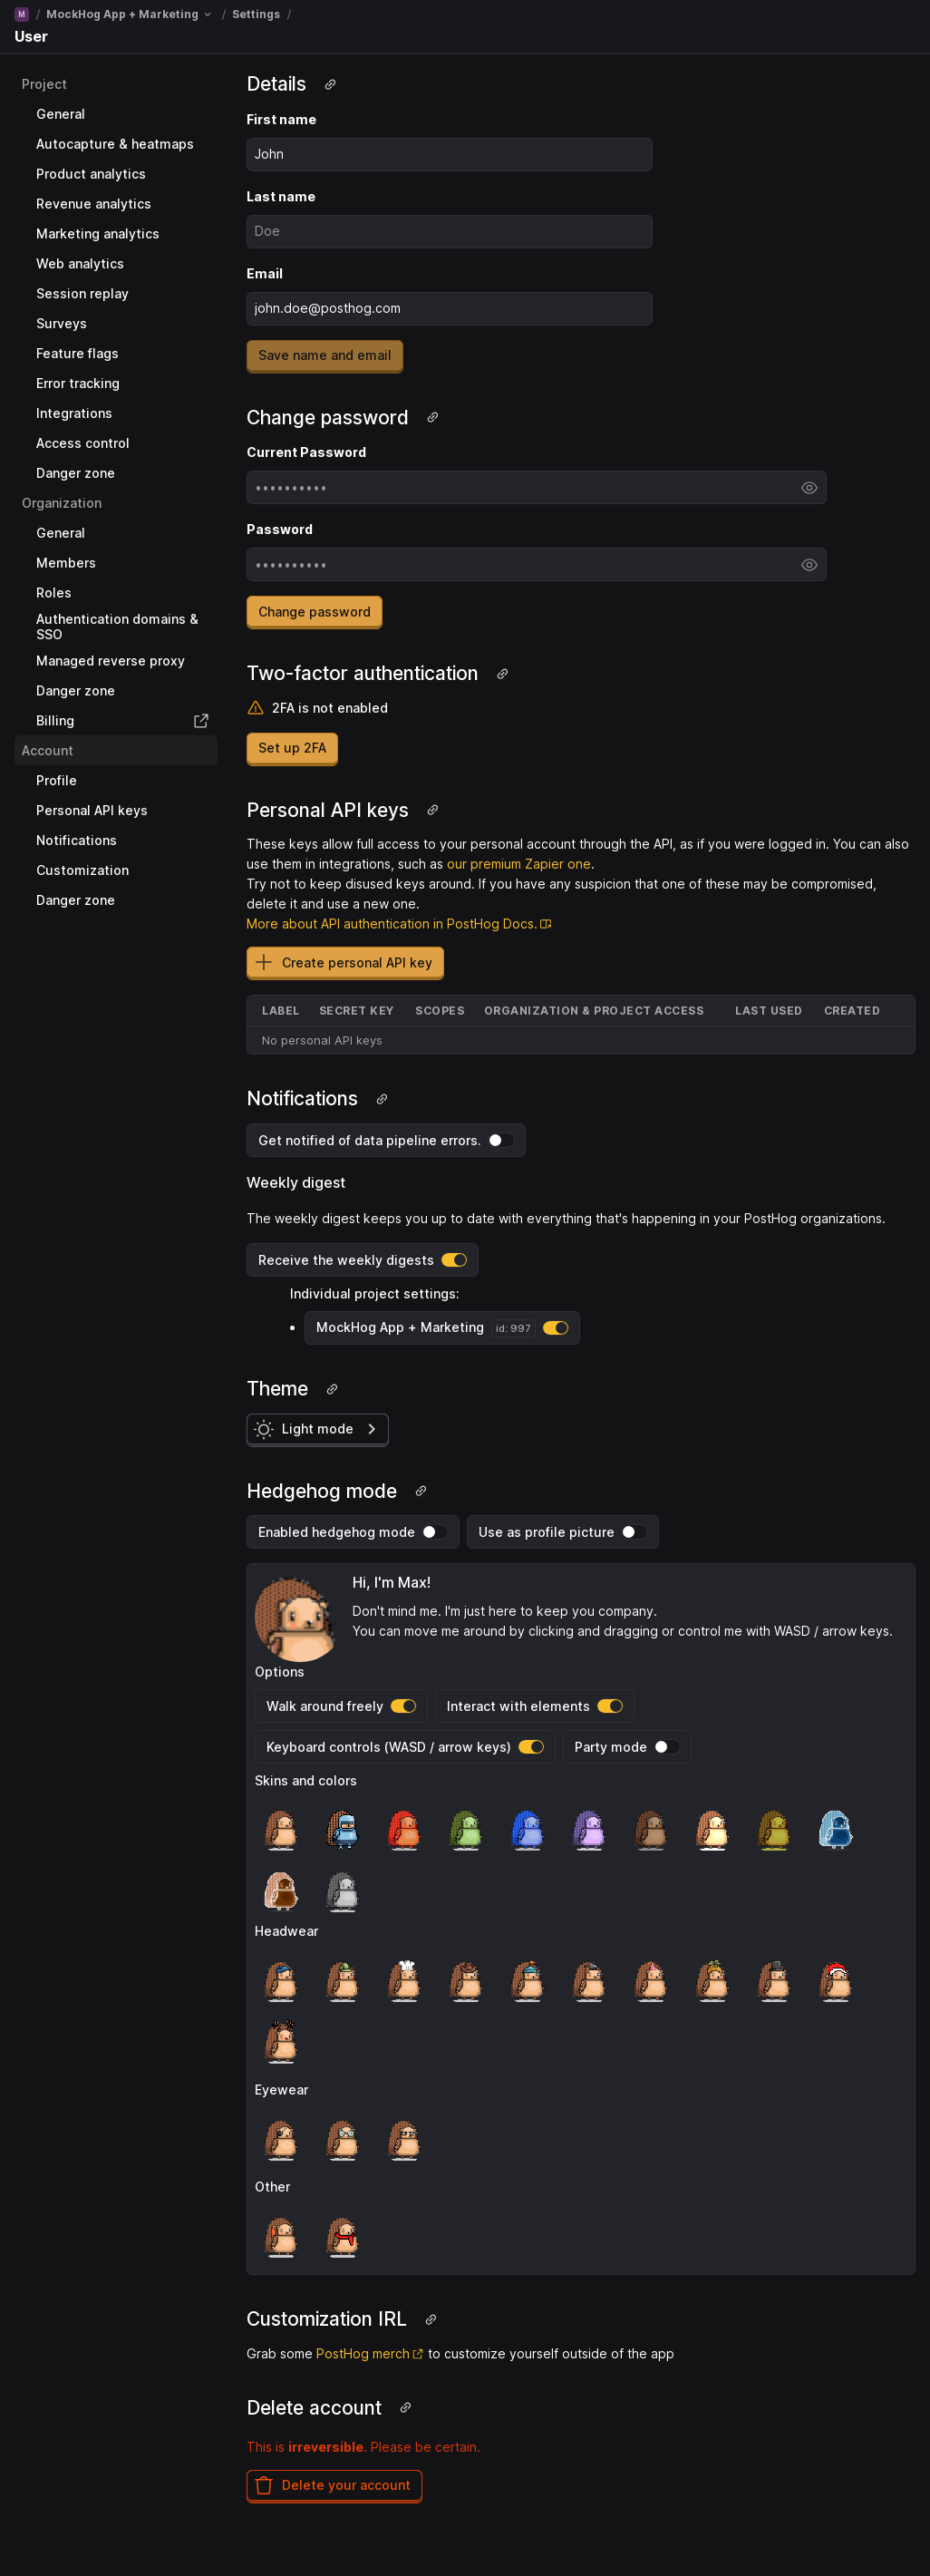 M / MockHog App + Marketing / Settings /
User
Project
General
Autocapture & heatmaps
Product analytics
Revenue analytics
Marketing analytics
Web analytics
Session replay
Surveys
Feature flags
Error tracking
Integrations
Access control
Danger zone
Organization
General
Members
Roles
Authentication domains &
SSO
Managed reverse proxy
Danger zone
Billing
Account
Profile
Personal API keys
Notifications
Customization
Danger zone
Details
First name
John
Last name
Doe
Email
john.doe@posthog.com
Save name and email
Change password
Current Password
••••••••••
Password
••••••••••
Change password
Two-factor authentication
2FA is not enabled
Set up 2FA
Personal API keys
These keys allow full access to your personal account through the API, as if you were logged in. You can also
use them in integrations, such as our premium Zapier one.
Try not to keep disused keys around. If you have any suspicion that one of these may be compromised,
delete it and use a new one.
More about API authentication in PostHog Docs.
Create personal API key
LABEL SECRET KEY SCOPES ORGANIZATION & PROJECT ACCESS LAST USED CREATED
No personal API keys
Notifications
Get notified of data pipeline errors.
Weekly digest
The weekly digest keeps you up to date with everything that's happening in your PostHog organizations.
Receive the weekly digests
Individual project settings:
• MockHog App + Marketing id: 997
Theme
Light mode
Hedgehog mode
Enabled hedgehog mode Use as profile picture
Hi, I'm Max!
Don't mind me. I'm just here to keep you company.
You can move me around by clicking and dragging or control me with WASD / arrow keys.
Options
Walk around freely Interact with elements
Keyboard controls (WASD / arrow keys) Party mode
Skins and colors
Headwear
Eyewear
Other
Customization IRL
Grab some PostHog merch to customize yourself outside of the app
Delete account
This is irreversible. Please be certain.
Delete your account